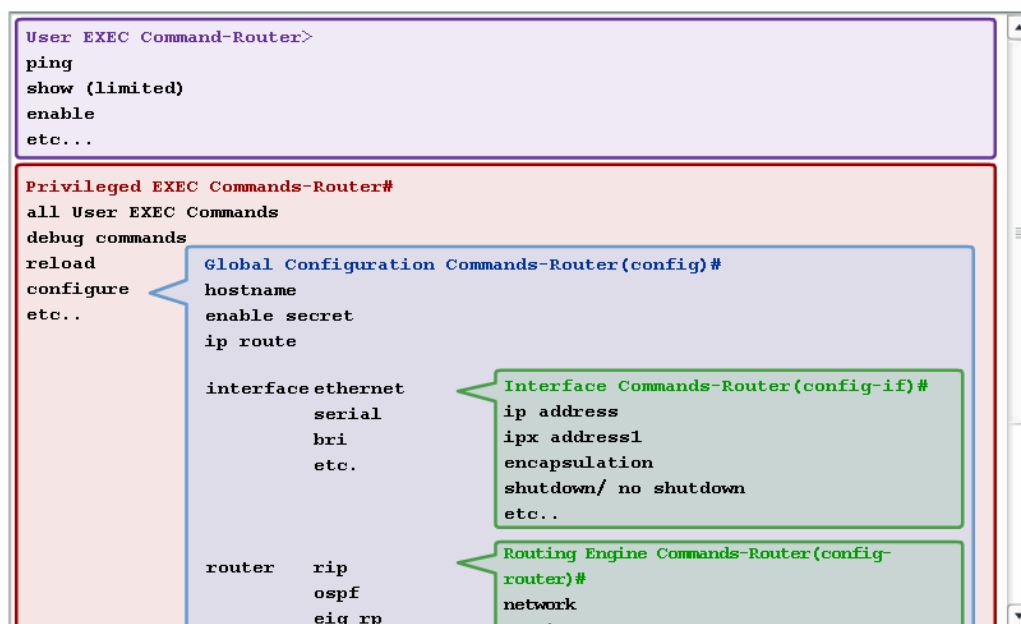 User EXEC Command-Router>
ping
show (limited)
enable
etc...
Privileged EXEC Commands-Router#
all User EXEC Commands
debug commands
reload
configure
etc..
Global Configuration Commands-Router(config)#
hostname
enable secret
ip route
interface ethernet
serial
bri
etc.
Interface Commands-Router(config-if)#
ip address
ipx address1
encapsulation
shutdown/ no shutdown
etc..
router rip
ospf
eig rp
Routing Engine Commands-Router(config-
router)#
network